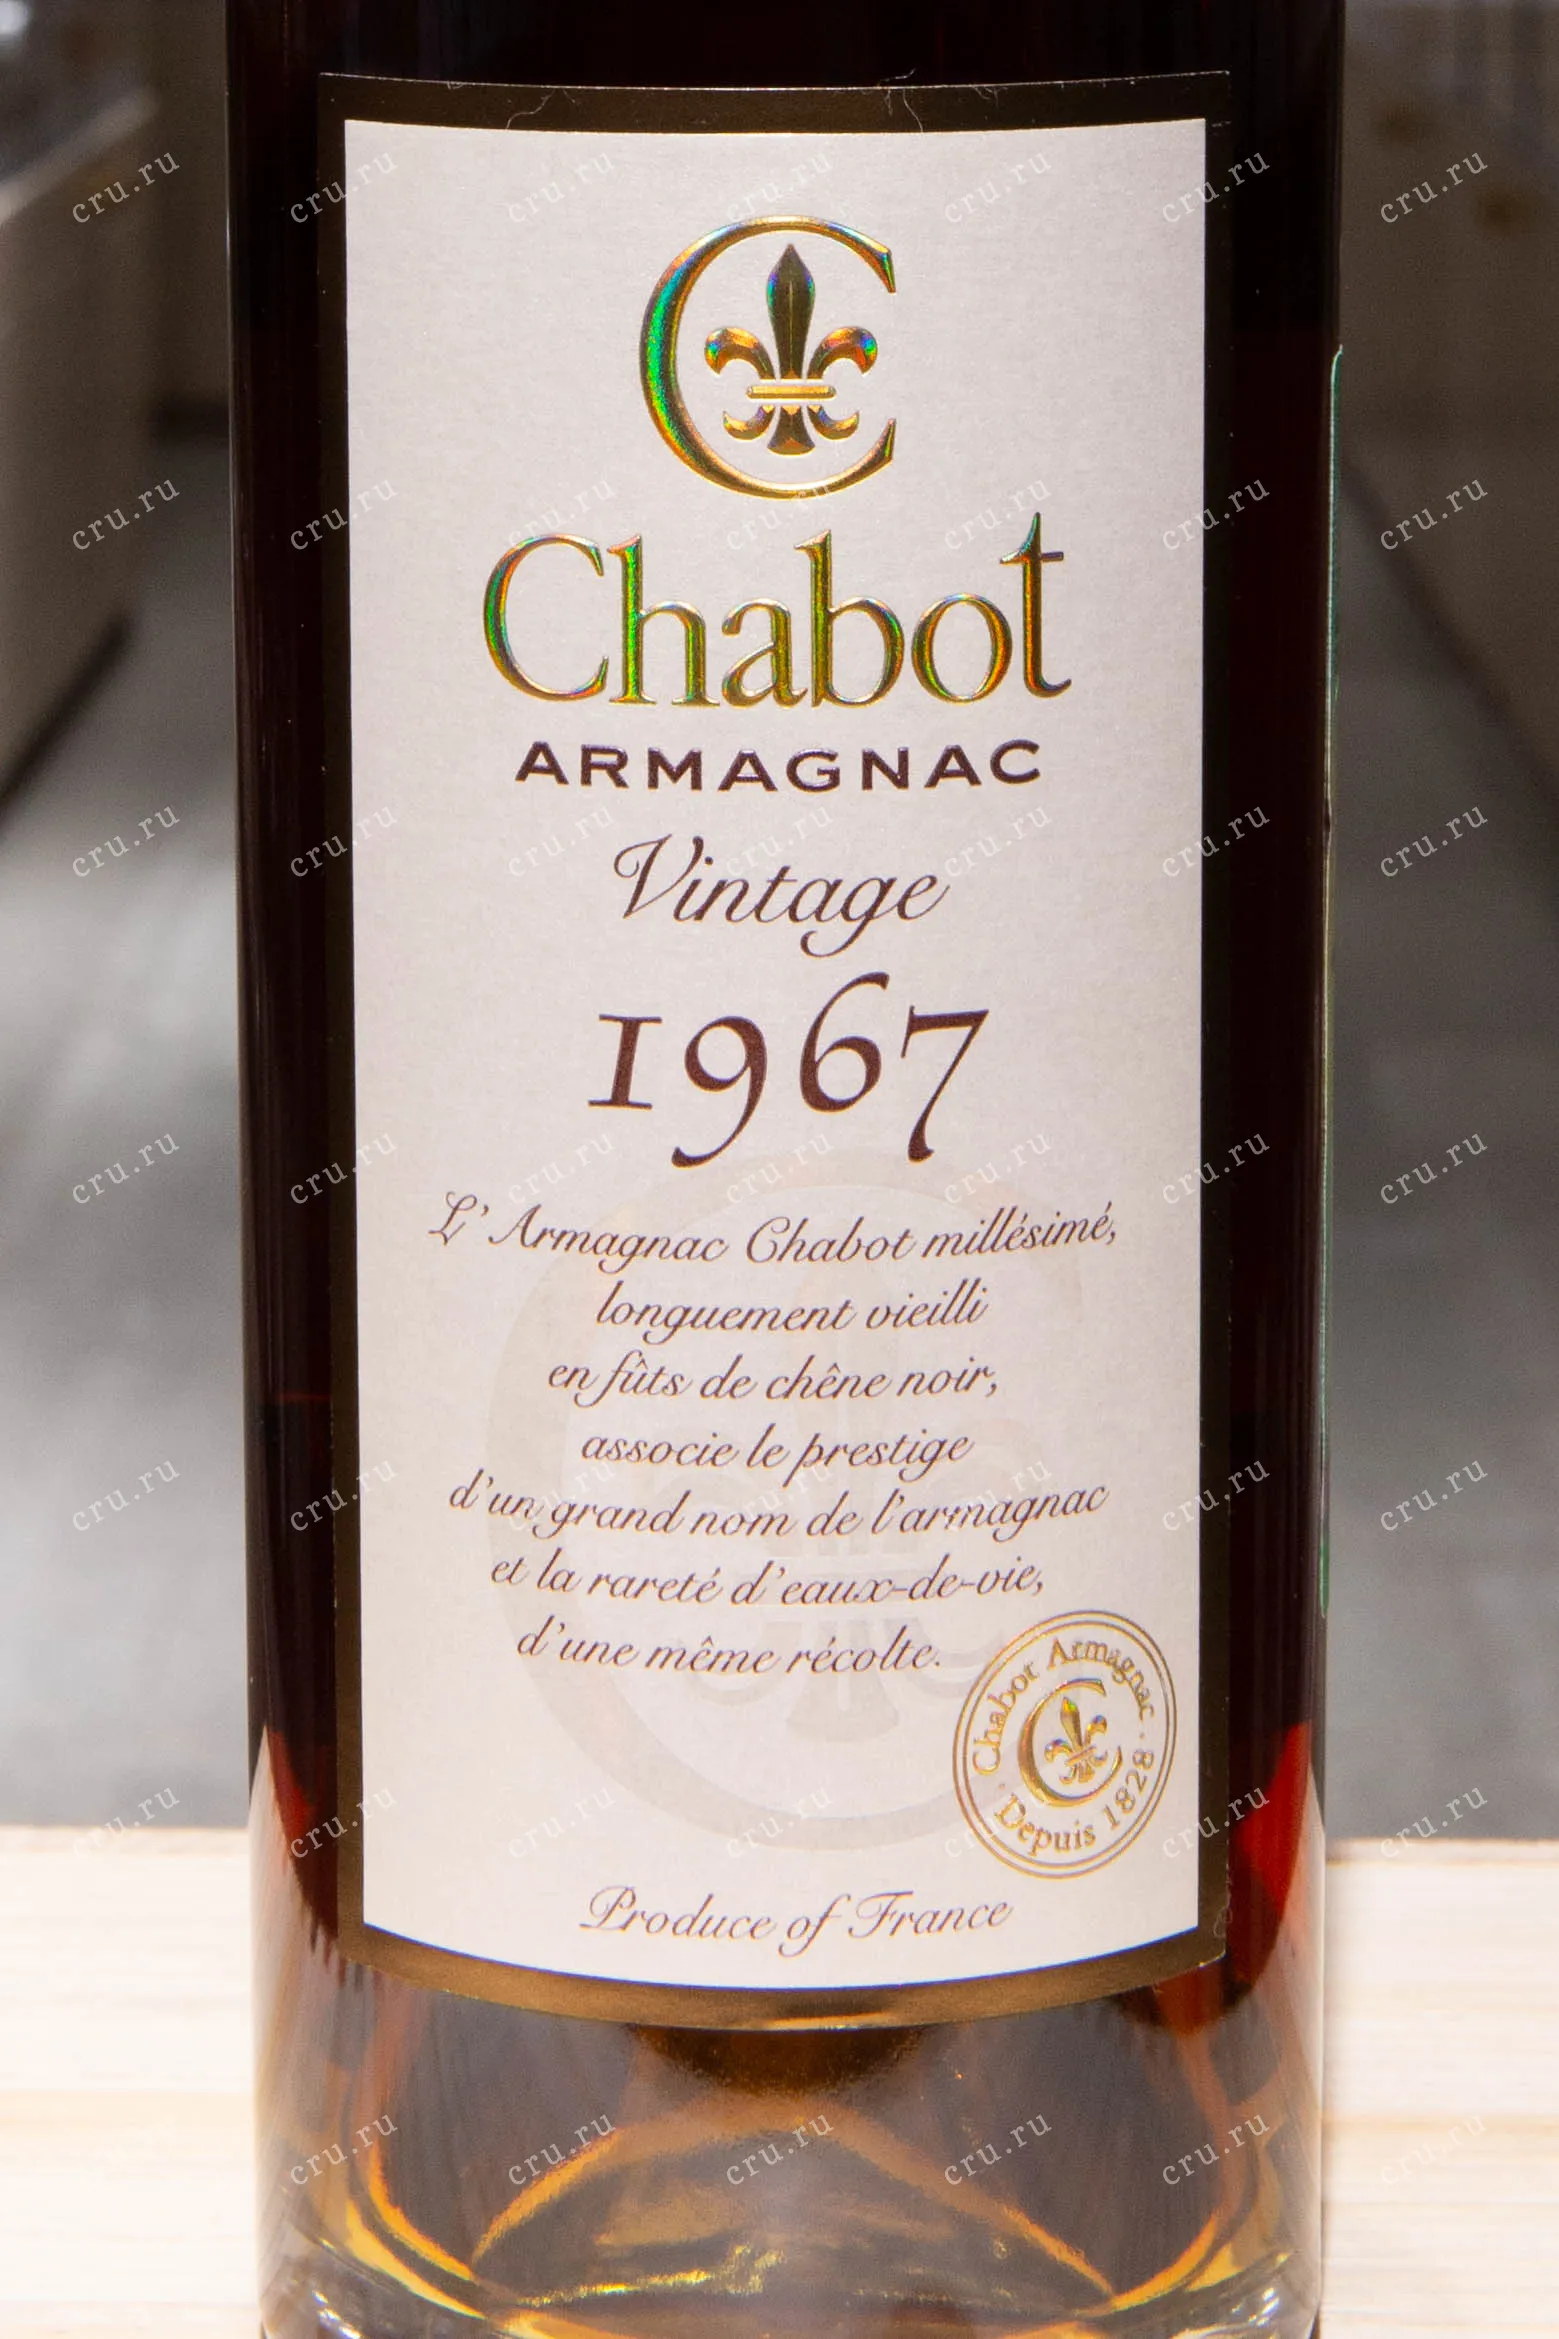 C
Chabot
ARMAGNAC
Vintage
1967
L'Armagnac Chabot millésimé,
longuement vieilli
en fûts de chêne noir,
associe le prestige
d'un grand nom de l'armagnac
et la rareté d'eaux-de-vie,
d'une même récolte.
Chabot Armagnac · Depuis 1828 ·
C
Produce of France
cru.ru